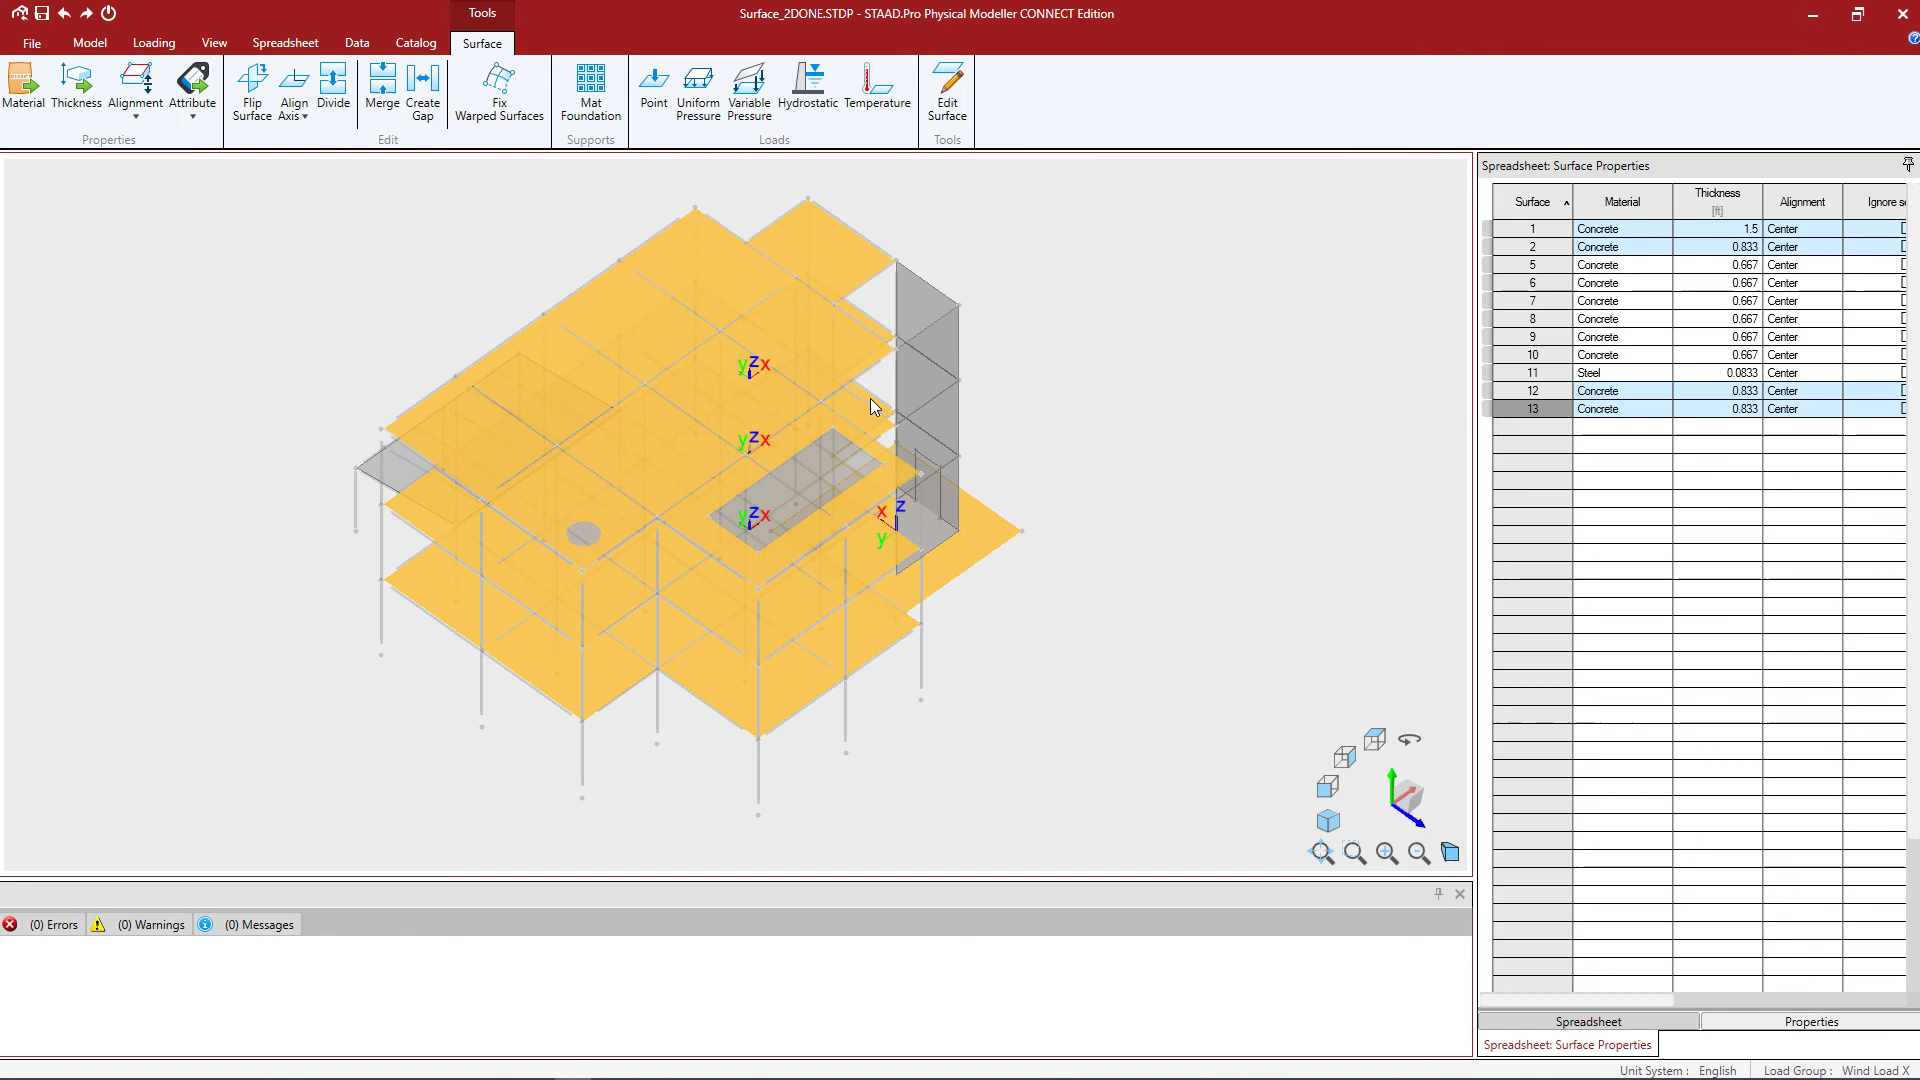 Tools
Surface_2DONE.STDP - STAAD.Pro Physical Modeller CONNECT Edition
File Model Loading View Spreadsheet Data Catalog Surface
Material Thickness Alignment Attribute
Flip Surface Align Axis Divide Merge Create Gap
Fix Warped Surfaces
Mat Foundation
Point Uniform Pressure Variable Pressure Hydrostatic Temperature
Edit Surface
Properties Edit Supports Loads Tools
Spreadsheet: Surface Properties
Surface Material Thickness [ft] Alignment Ignore s
1 Concrete 1.5 Center
2 Concrete 0.833 Center
5 Concrete 0.667 Center
6 Concrete 0.667 Center
7 Concrete 0.667 Center
8 Concrete 0.667 Center
9 Concrete 0.667 Center
10 Concrete 0.667 Center
11 Steel 0.0833 Center
12 Concrete 0.833 Center
13 Concrete 0.833 Center
y z x
y z x
y z x
x z
y
(0) Errors (0) Warnings (0) Messages
Spreadsheet Properties
Spreadsheet: Surface Properties
Unit System : English Load Group : Wind Load X